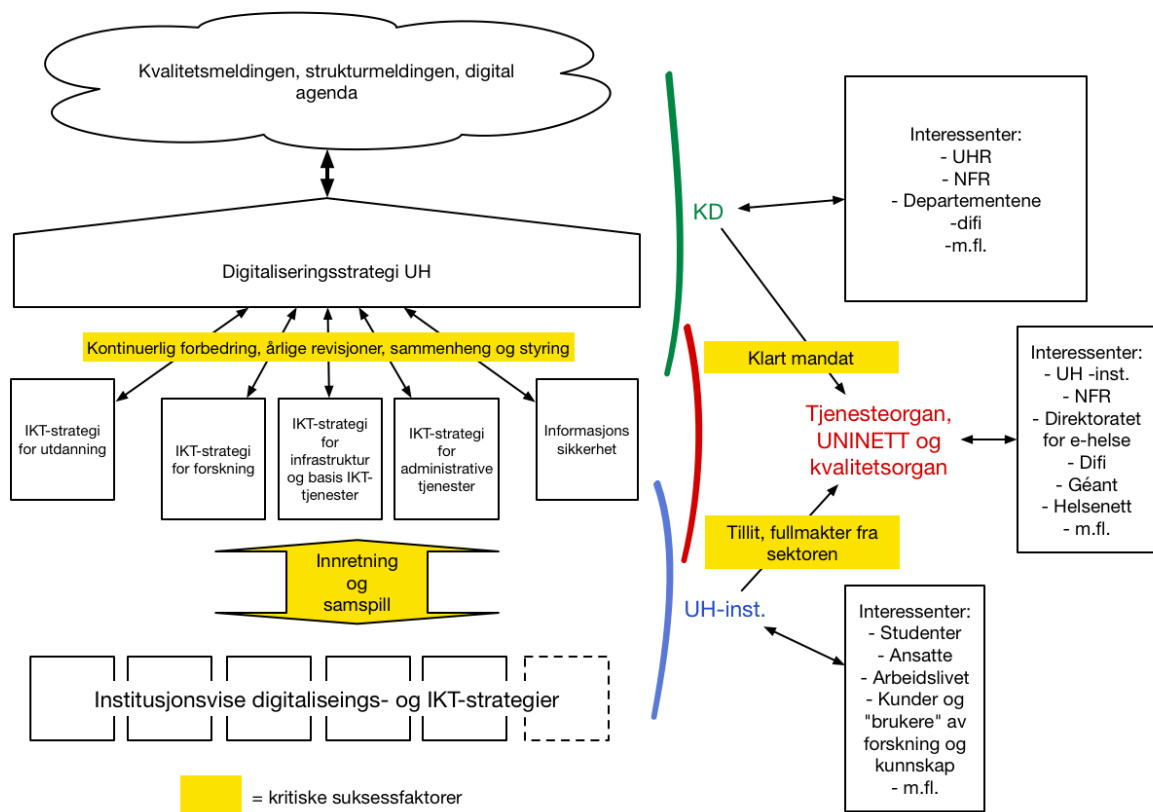 Kvalitetsmeldingen, strukturmeldingen, digital
agenda
Digitaliseringsstrategi UH
Kontinuerlig forbedring, årlige revisjoner, sammenheng og styring
IKT-strategi
for utdanning
IKT-strategi
for forskning
IKT-strategi
for
infrastruktur
og basis IKT-
tjenester
IKT-strategi
for
administrative
tjenester
Informasjons
sikkerhet
Innretning
og
samspill
Institusjonsvise digitaliseings- og IKT-strategier
= kritiske suksessfaktorer
KD
Interessenter:
- UHR
- NFR
- Departementene
-difi
-m.fl.
Klart mandat
Tjenesteorgan,
UNINETT og
kvalitetsorgan
Interessenter:
- UH -inst.
- NFR
- Direktoratet
for e-helse
- Difi
- Géant
- Helsenett
- m.fl.
Tillit, fullmakter fra
sektoren
UH-inst.
Interessenter:
- Studenter
- Ansatte
- Arbeidslivet
- Kunder og
"brukere" av
forskning og
kunnskap
- m.fl.